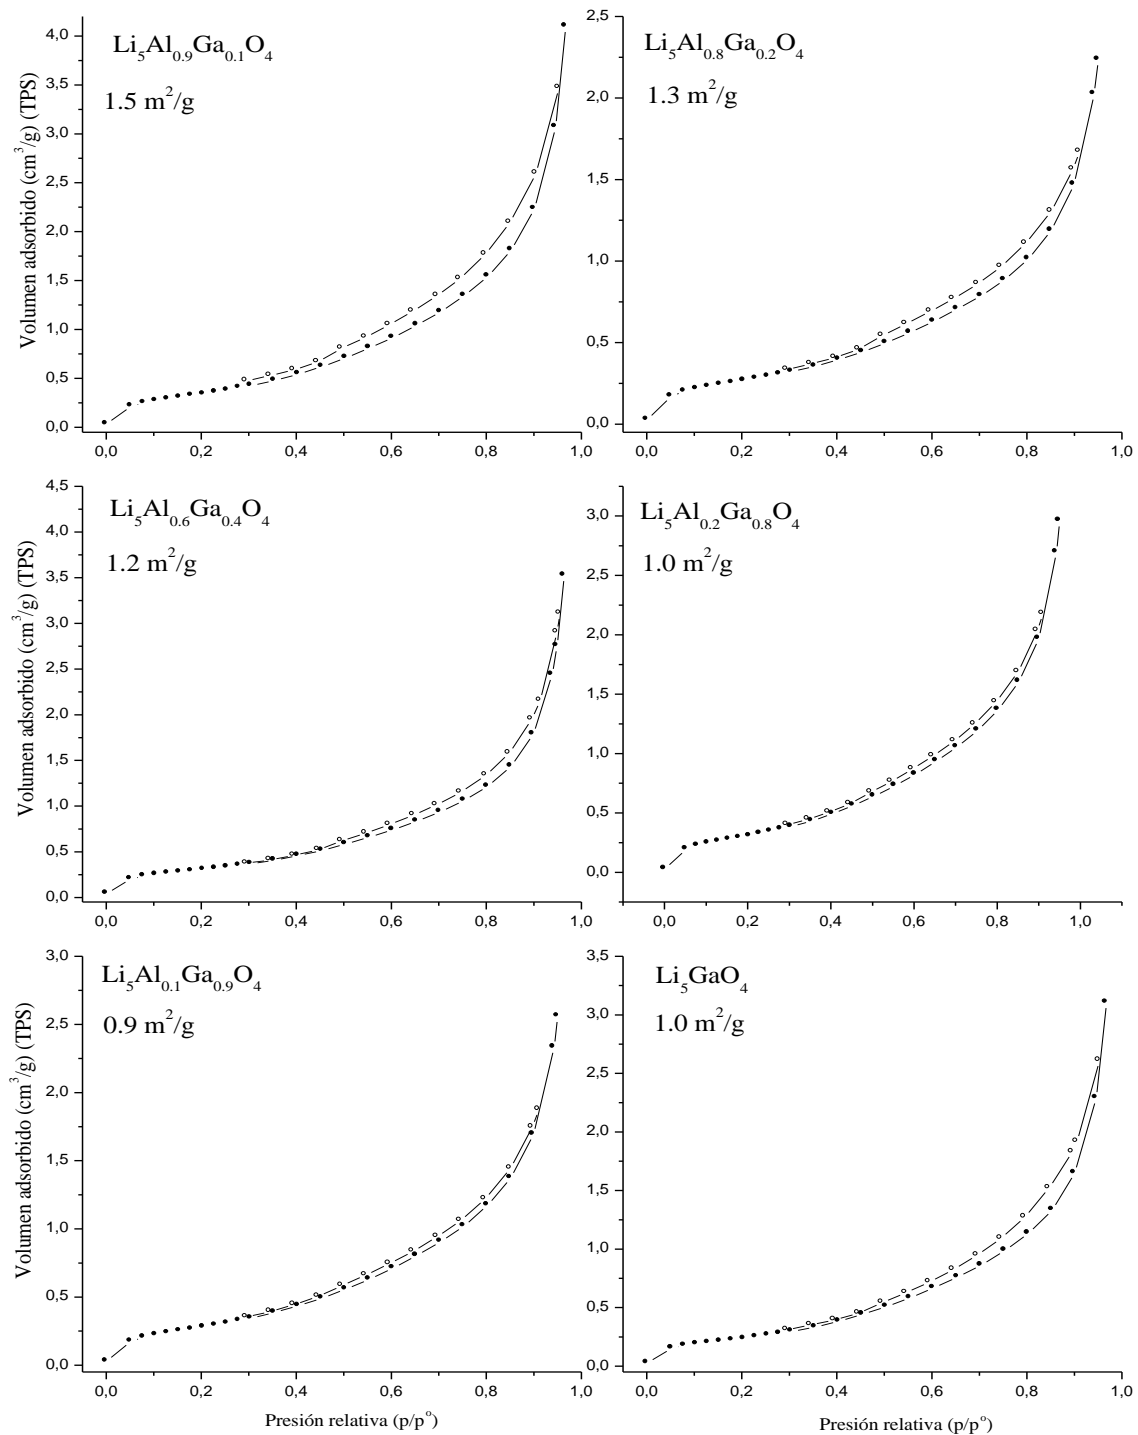 Li5Al0.9Ga0.1O4
1.5 m2/g
Volumen adsorbido (cm3/g) (TPS)
4,0
3,5
3,0
2,5
2,0
1,5
1,0
0,5
0,0
0,0 0,2 0,4 0,6 0,8 1,0
Li5Al0.8Ga0.2O4
1.3 m2/g
2,5
2,0
1,5
1,0
0,5
0,0
0,0 0,2 0,4 0,6 0,8 1,0
Li5Al0.6Ga0.4O4
1.2 m2/g
Volumen adsorbido (cm3/g) (TPS)
4,5
4,0
3,5
3,0
2,5
2,0
1,5
1,0
0,5
0,0
0,0 0,2 0,4 0,6 0,8 1,0
Li5Al0.2Ga0.8O4
1.0 m2/g
3,0
2,5
2,0
1,5
1,0
0,5
0,0
0,0 0,2 0,4 0,6 0,8 1,0
Li5Al0.1Ga0.9O4
0.9 m2/g
Volumen adsorbido (cm3/g) (TPS)
3,0
2,5
2,0
1,5
1,0
0,5
0,0
0,0 0,2 0,4 0,6 0,8 1,0
Presión relativa (p/po)
Li5GaO4
1.0 m2/g
3,5
3,0
2,5
2,0
1,5
1,0
0,5
0,0
0,0 0,2 0,4 0,6 0,8 1,0
Presión relativa (p/po)